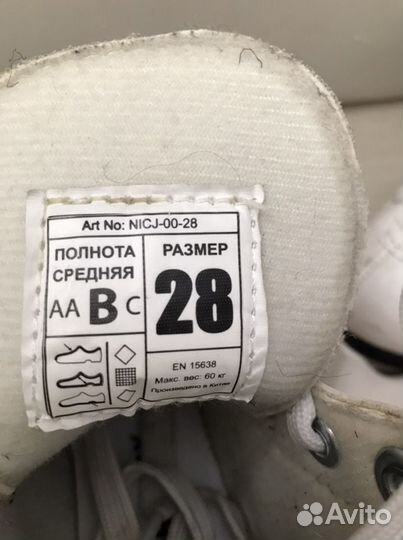 Art No: NICJ-00-28
ПОЛНОТА
СРЕДНЯЯ
AA B C
РАЗМЕР
28
EN 15638
Макс. вес: 60 кг
Произведено в Китае
Avito